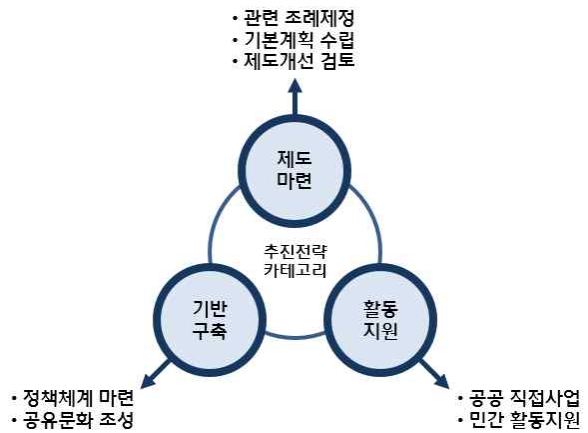 • 관련 조례제정
• 기본계획 수립
• 제도개선 검토
제도
마련
추진전략
카테고리
기반
구축
활동
지원
• 정책체계 마련
• 공유문화 조성
• 공공 직접사업
• 민간 활동지원